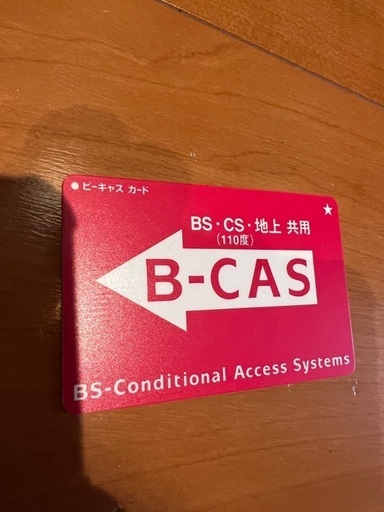 ● ビーキャス カード
★
BS・CS・地上 共用
(110度)
B-CAS
BS-Conditional Access Systems